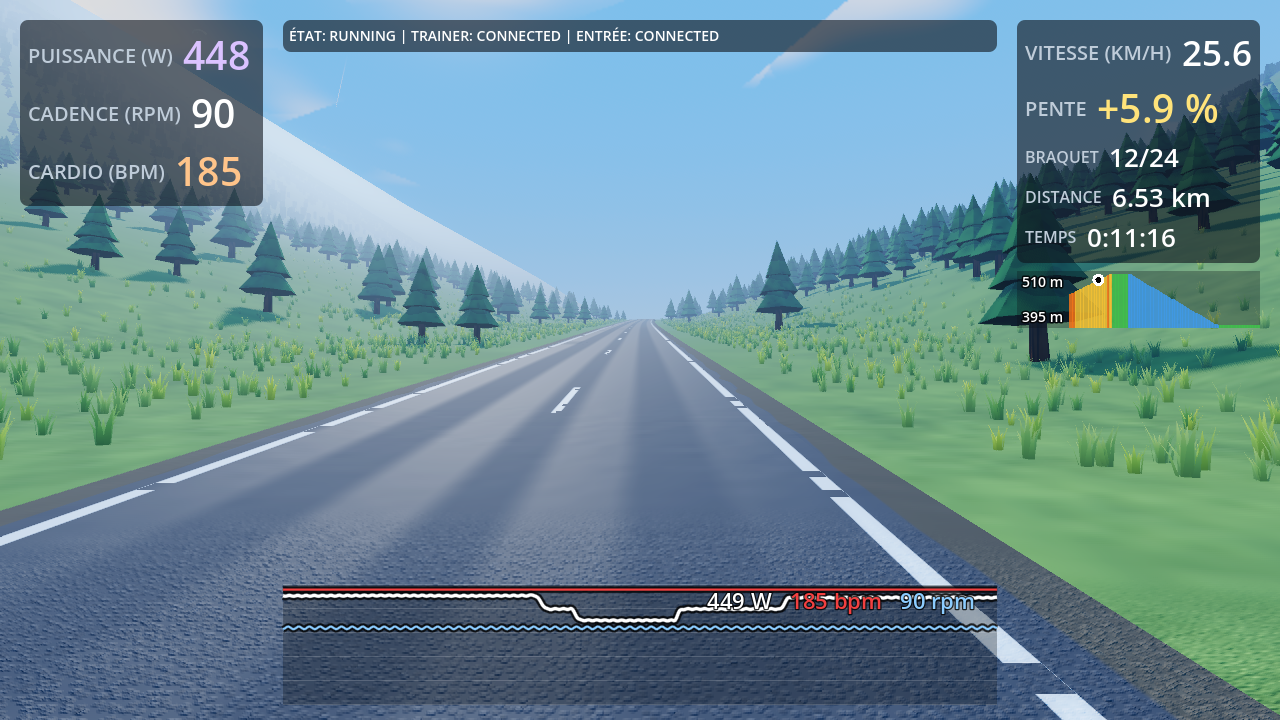 PUISSANCE (W) 448
CADENCE (RPM) 90
CARDIO (BPM) 185
ÉTAT: RUNNING | TRAINER: CONNECTED | ENTRÉE: CONNECTED
VITESSE (KM/H) 25.6
PENTE +5.9 %
BRAQUET 12/24
DISTANCE 6.53 km
TEMPS 0:11:16
510 m
395 m
449 W 185 bpm 90 rpm